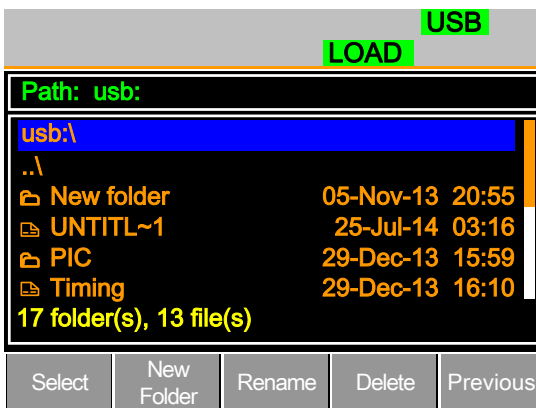 USB
LOAD
Path: usb:
usb:\
..\
New folder 05-Nov-13 20:55
UNTITL~1 25-Jul-14 03:16
PIC 29-Dec-13 15:59
Timing 29-Dec-13 16:10
17 folder(s), 13 file(s)
Select New Folder Rename Delete Previous